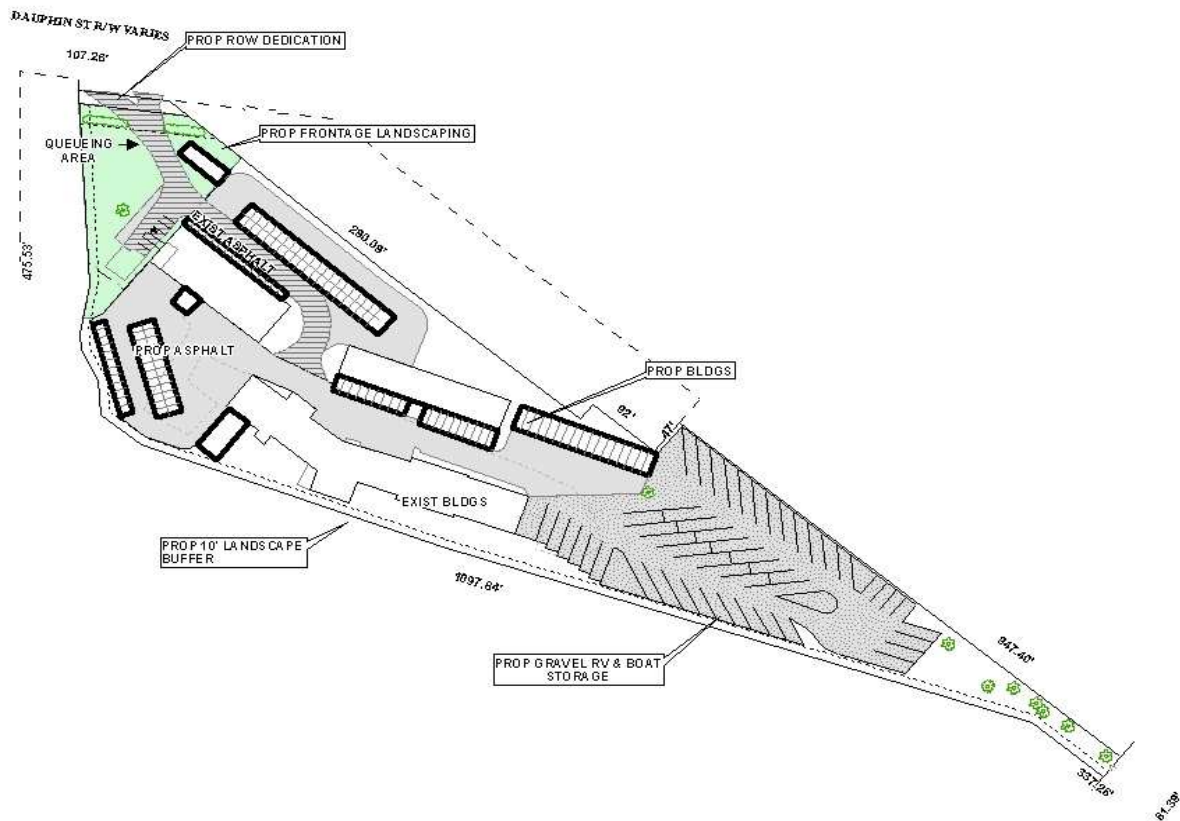 DAUPHIN ST R/W VARIES
PROP ROW DEDICATION
107.26'
PROP FRONTAGE LANDSCAPING
QUEUEING
AREA
EXIST ASPHALT
290.09'
475.53'
PROP ASPHALT
PROP BLDGS
92'
47'
EXIST BLDGS
PROP 10' LANDSCAPE
BUFFER
1097.64'
PROP GRAVEL RV & BOAT
STORAGE
947.40'
337.26'
61.39'